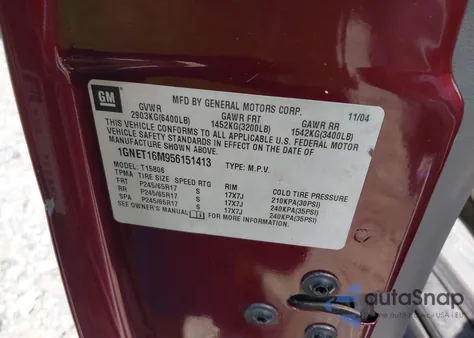 GM
MFD BY GENERAL MOTORS CORP. 11/04
GVWR GAWR FRT GAWR RR
2903KG(6400LB) 1452KG(3200LB) 1542KG(3400LB)
THIS VEHICLE CONFORMS TO ALL APPLICABLE U.S. FEDERAL MOTOR
VEHICLE SAFETY STANDARDS IN EFFECT ON THE DATE OF
MANUFACTURE SHOWN ABOVE.
1GNET16M956151413 TYPE: M.P.V.
MODEL: T15806
TPMA TIRE SIZE SPEED RTG RIM COLD TIRE PRESSURE
FRT P245/65R17 S 17X7J 210KPA(30PSI)
RR P245/65R17 S 17X7J 240KPA(35PSI)
SPA P245/65R17 S 17X7J 240KPA(35PSI)
SEE OWNER'S MANUAL FOR MORE INFORMATION.
autoSnap